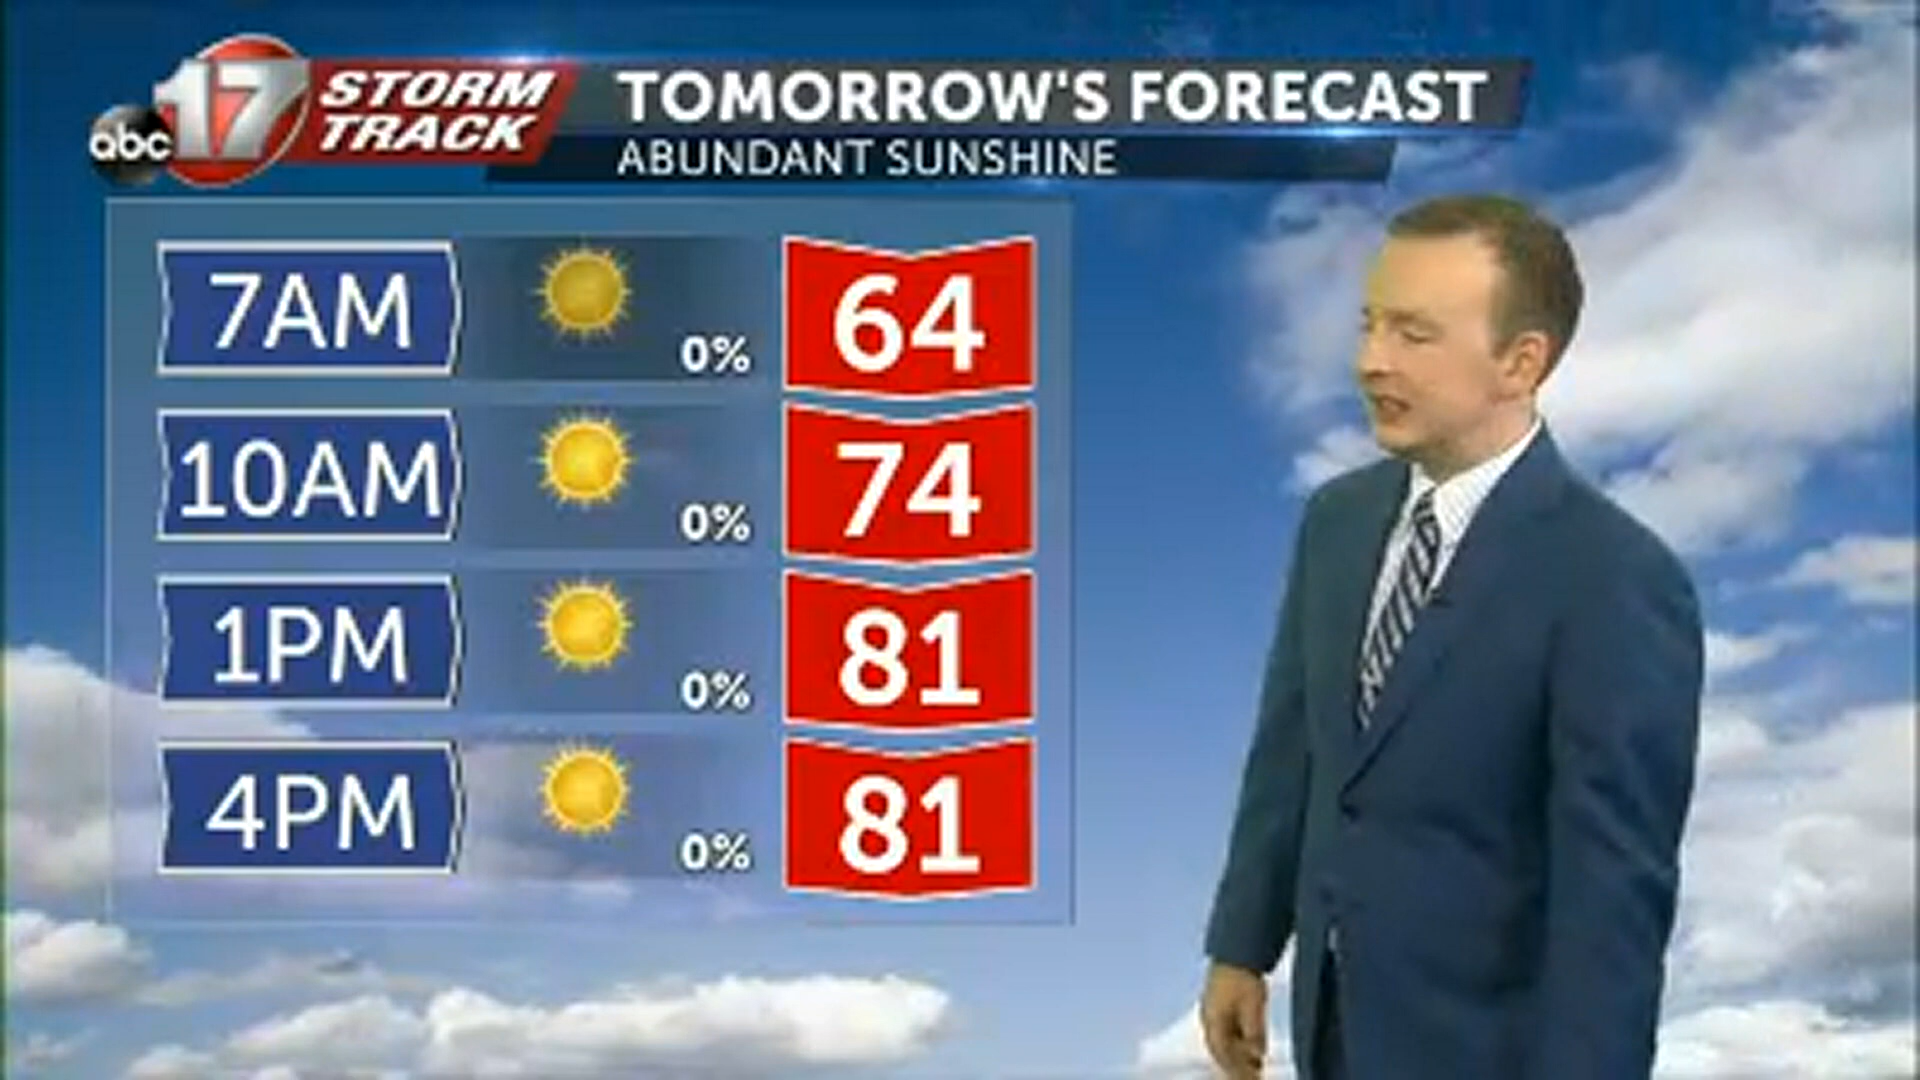 abc 17 STORM TRACK
TOMORROW'S FORECAST
ABUNDANT SUNSHINE
7AM 0% 64
10AM 0% 74
1PM 0% 81
4PM 0% 81